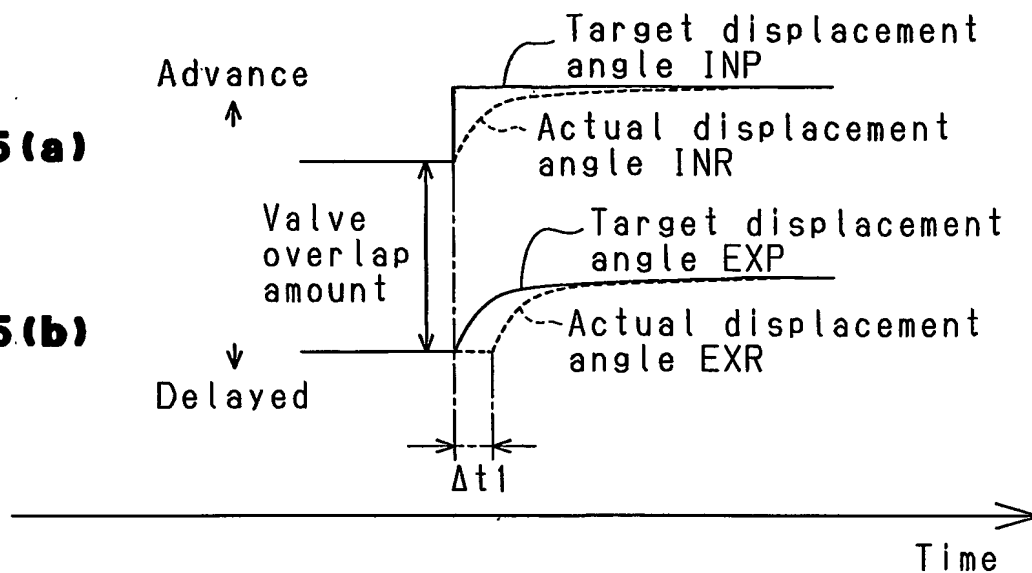 Target displacement
angle INP
Advance
5(a)
Actual displacement
angle INR
Valve
overlap
amount
Target displacement
angle EXP
5(b)
Actual displacement
angle EXR
Delayed
Δt1
Time